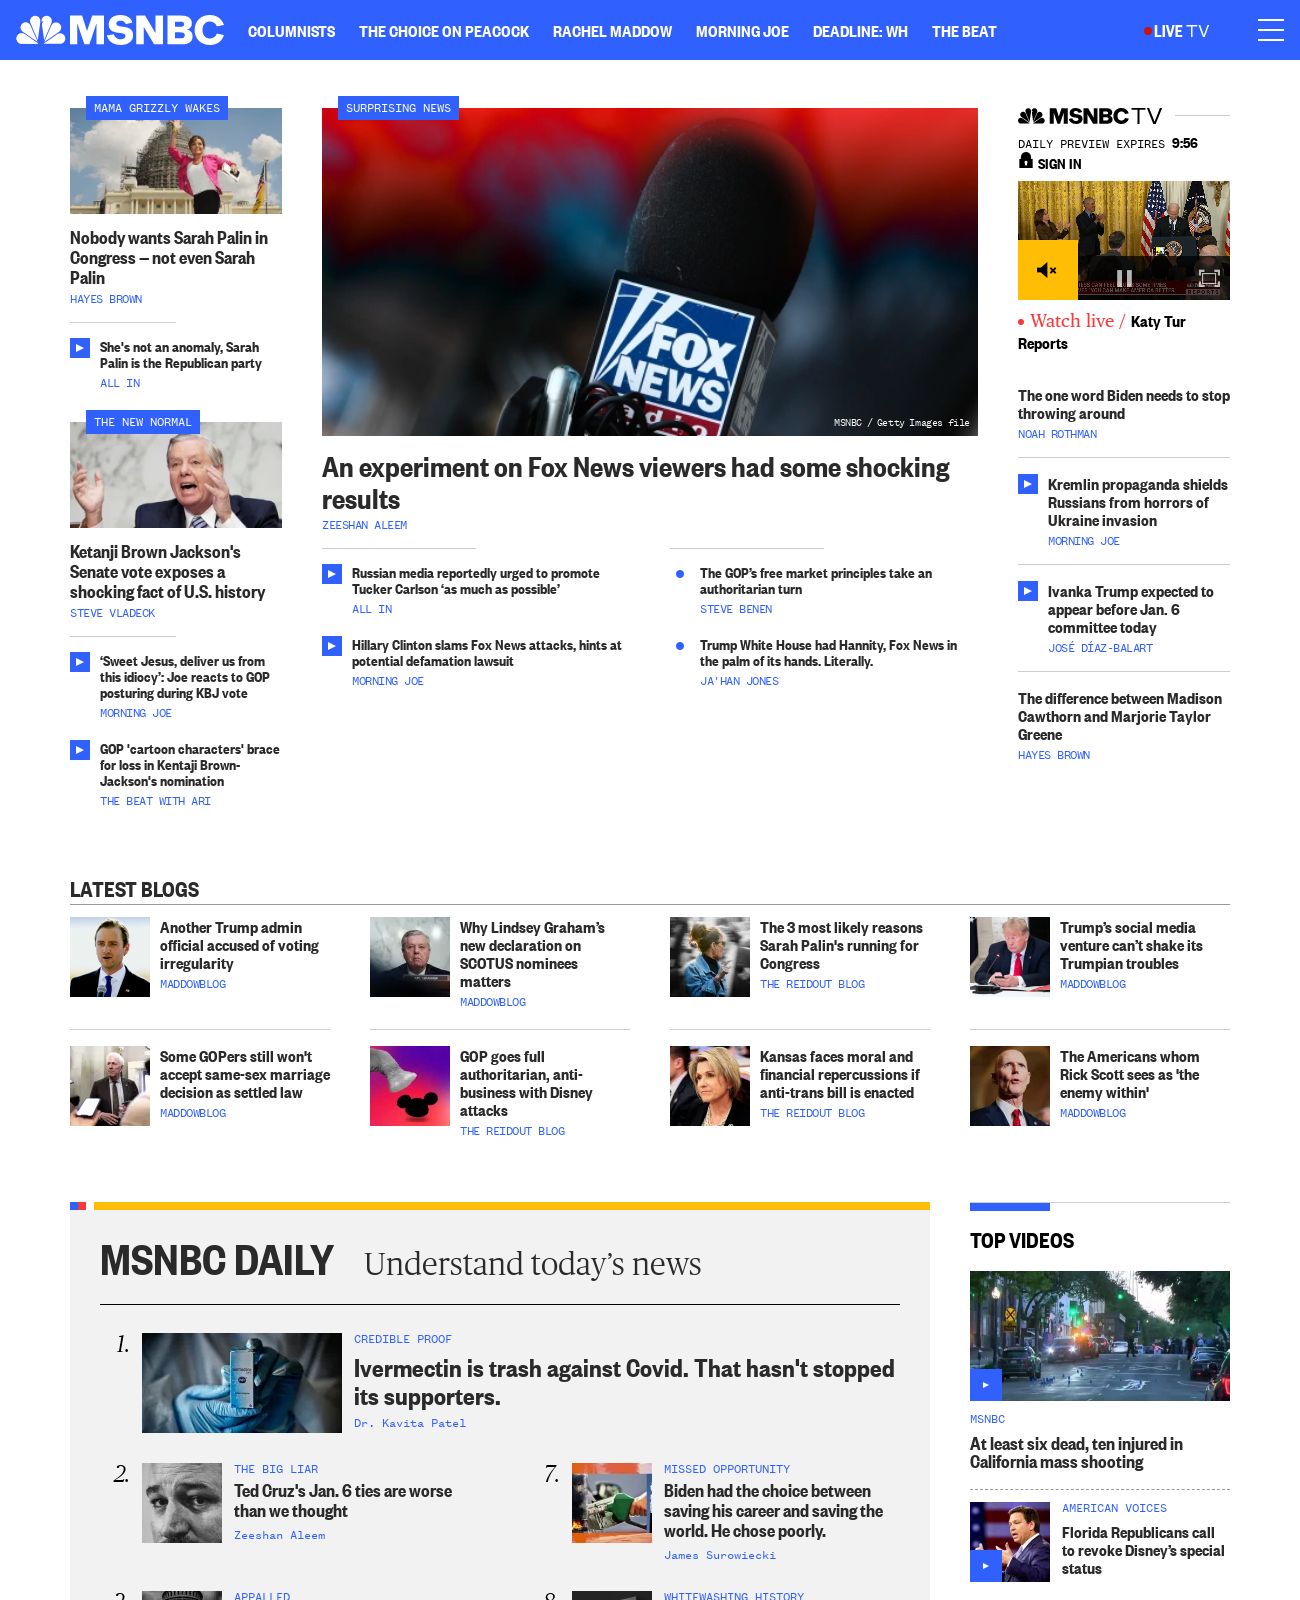 MSNBC COLUMNISTS THE CHOICE ON PEACOCK RACHEL MADDOW MORNING JOE DEADLINE: WH THE BEAT LIVE TV
MAMA GRIZZLY WAKES
Nobody wants Sarah Palin in
Congress — not even Sarah
Palin
HAYES BROWN
She's not an anomaly, Sarah
Palin is the Republican party
ALL IN
THE NEW NORMAL
Ketanji Brown Jackson's
Senate vote exposes a
shocking fact of U.S. history
STEVE VLADECK
‘Sweet Jesus, deliver us from
this idiocy’: Joe reacts to GOP
posturing during KBJ vote
MORNING JOE
GOP 'cartoon characters' brace
for loss in Kentaji Brown-
Jackson's nomination
THE BEAT WITH ARI
SURPRISING NEWS
FOX
NEWS
radio
MSNBC / Getty Images file
An experiment on Fox News viewers had some shocking
results
ZEESHAN ALEEM
Russian media reportedly urged to promote
Tucker Carlson ‘as much as possible’
ALL IN
Hillary Clinton slams Fox News attacks, hints at
potential defamation lawsuit
MORNING JOE
The GOP’s free market principles take an
authoritarian turn
STEVE BENEN
Trump White House had Hannity, Fox News in
the palm of its hands. Literally.
JA'HAN JONES
MSNBC TV
DAILY PREVIEW EXPIRES 9:56
SIGN IN
REPORTS
Watch live / Katy Tur
Reports
The one word Biden needs to stop
throwing around
NOAH ROTHMAN
Kremlin propaganda shields
Russians from horrors of
Ukraine invasion
MORNING JOE
Ivanka Trump expected to
appear before Jan. 6
committee today
JOSÉ DÍAZ-BALART
The difference between Madison
Cawthorn and Marjorie Taylor
Greene
HAYES BROWN
LATEST BLOGS
Another Trump admin
official accused of voting
irregularity
MADDOWBLOG
Why Lindsey Graham’s
new declaration on
SCOTUS nominees
matters
MADDOWBLOG
The 3 most likely reasons
Sarah Palin's running for
Congress
THE REIDOUT BLOG
Trump’s social media
venture can’t shake its
Trumpian troubles
MADDOWBLOG
Some GOPers still won't
accept same-sex marriage
decision as settled law
MADDOWBLOG
GOP goes full
authoritarian, anti-
business with Disney
attacks
THE REIDOUT BLOG
Kansas faces moral and
financial repercussions if
anti-trans bill is enacted
THE REIDOUT BLOG
The Americans whom
Rick Scott sees as 'the
enemy within'
MADDOWBLOG
MSNBC DAILY Understand today’s news
1.
CREDIBLE PROOF
Ivermectin is trash against Covid. That hasn't stopped
its supporters.
Dr. Kavita Patel
2.
THE BIG LIAR
Ted Cruz's Jan. 6 ties are worse
than we thought
Zeeshan Aleem
7.
MISSED OPPORTUNITY
Biden had the choice between
saving his career and saving the
world. He chose poorly.
James Surowiecki
3.
APPALLED
8.
WHITEWASHING HISTORY
TOP VIDEOS
MSNBC
At least six dead, ten injured in
California mass shooting
AMERICAN VOICES
Florida Republicans call
to revoke Disney’s special
status